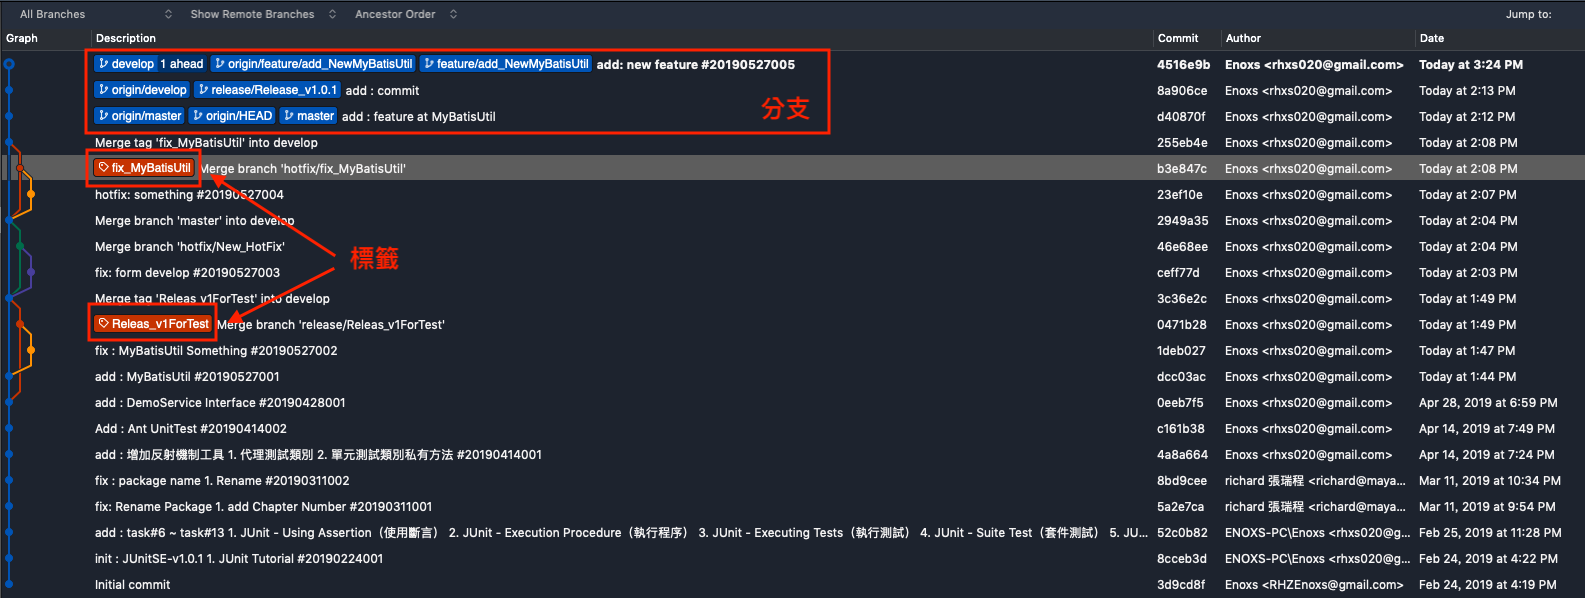 All Branches Show Remote Branches Ancestor Order Jump to:
Graph Description Commit Author Date
develop 1 ahead origin/feature/add_NewMyBatisUtil feature/add_NewMyBatisUtil add: new feature #20190527005 4516e9b Enoxs <rhxs020@gmail.com> Today at 3:24 PM
origin/develop release/Release_v1.0.1 add : commit 8a906ce Enoxs <rhxs020@gmail.com> Today at 2:13 PM
origin/master origin/HEAD master add : feature at MyBatisUtil 分支 d40870f Enoxs <rhxs020@gmail.com> Today at 2:12 PM
Merge tag 'fix_MyBatisUtil' into develop 255eb4e Enoxs <rhxs020@gmail.com> Today at 2:08 PM
fix_MyBatisUtil Merge branch 'hotfix/fix_MyBatisUtil' b3e847c Enoxs <rhxs020@gmail.com> Today at 2:08 PM
hotfix: something #20190527004 23ef10e Enoxs <rhxs020@gmail.com> Today at 2:07 PM
Merge branch 'master' into develop 2949a35 Enoxs <rhxs020@gmail.com> Today at 2:04 PM
Merge branch 'hotfix/New_HotFix' 46e68ee Enoxs <rhxs020@gmail.com> Today at 2:04 PM
標籤
fix: form develop #20190527003 ceff77d Enoxs <rhxs020@gmail.com> Today at 2:03 PM
Merge tag 'Releas_v1ForTest' into develop 3c36e2c Enoxs <rhxs020@gmail.com> Today at 1:49 PM
Releas_v1ForTest Merge branch 'release/Releas_v1ForTest' 0471b28 Enoxs <rhxs020@gmail.com> Today at 1:49 PM
fix : MyBatisUtil Something #20190527002 1deb027 Enoxs <rhxs020@gmail.com> Today at 1:47 PM
add : MyBatisUtil #20190527001 dcc03ac Enoxs <rhxs020@gmail.com> Today at 1:44 PM
add : DemoService Interface #20190428001 0eeb7f5 Enoxs <rhxs020@gmail.com> Apr 28, 2019 at 6:59 PM
Add : Ant UnitTest #20190414002 c161b38 Enoxs <rhxs020@gmail.com> Apr 14, 2019 at 7:49 PM
add : 增加反射機制工具 1. 代理測試類別 2. 單元測試類別私有方法 #20190414001 4a8a664 Enoxs <rhxs020@gmail.com> Apr 14, 2019 at 7:24 PM
fix : package name 1. Rename #20190311002 8bd9cee richard 張瑞程 <richard@maya... Mar 11, 2019 at 10:34 PM
fix: Rename Package 1. add Chapter Number #20190311001 5a2e7ca richard 張瑞程 <richard@maya... Mar 11, 2019 at 9:54 PM
add : task#6 ~ task#13 1. JUnit - Using Assertion（使用斷言） 2. JUnit - Execution Procedure（執行程序） 3. JUnit - Executing Tests（執行測試） 4. JUnit - Suite Test（套件測試） 5. JU... 52c0b82 ENOXS-PC\Enoxs <rhxs020@g... Feb 25, 2019 at 11:28 PM
init : JUnitSE-v1.0.1 1. JUnit Tutorial #20190224001 8cceb3d ENOXS-PC\Enoxs <rhxs020@g... Feb 24, 2019 at 4:22 PM
Initial commit 3d9cd8f Enoxs <RHZEnoxs@gmail.com> Feb 24, 2019 at 4:19 PM